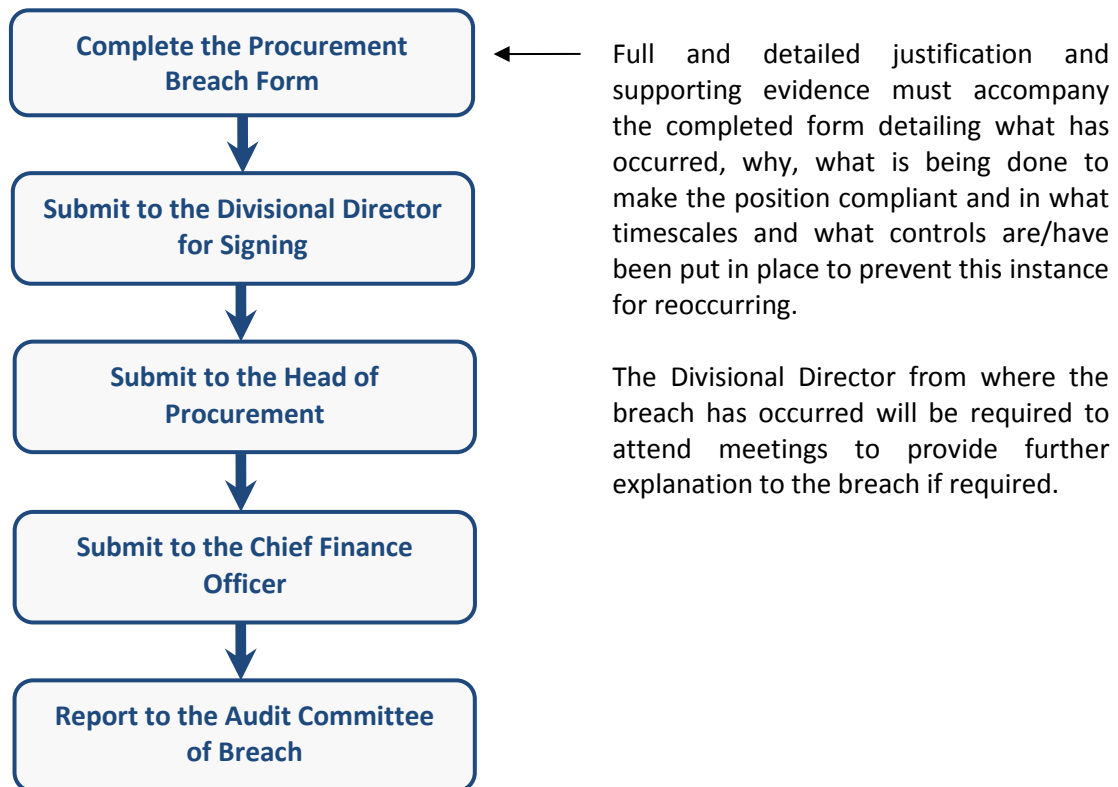 Complete the Procurement
Breach Form
Full and detailed justification and
supporting evidence must accompany
the completed form detailing what has
occurred, why, what is being done to
make the position compliant and in what
timescales and what controls are/have
been put in place to prevent this instance
for reoccurring.
The Divisional Director from where the
breach has occurred will be required to
attend meetings to provide further
explanation to the breach if required.
Submit to the Divisional Director
for Signing
Submit to the Head of
Procurement
Submit to the Chief Finance
Officer
Report to the Audit Committee
of Breach